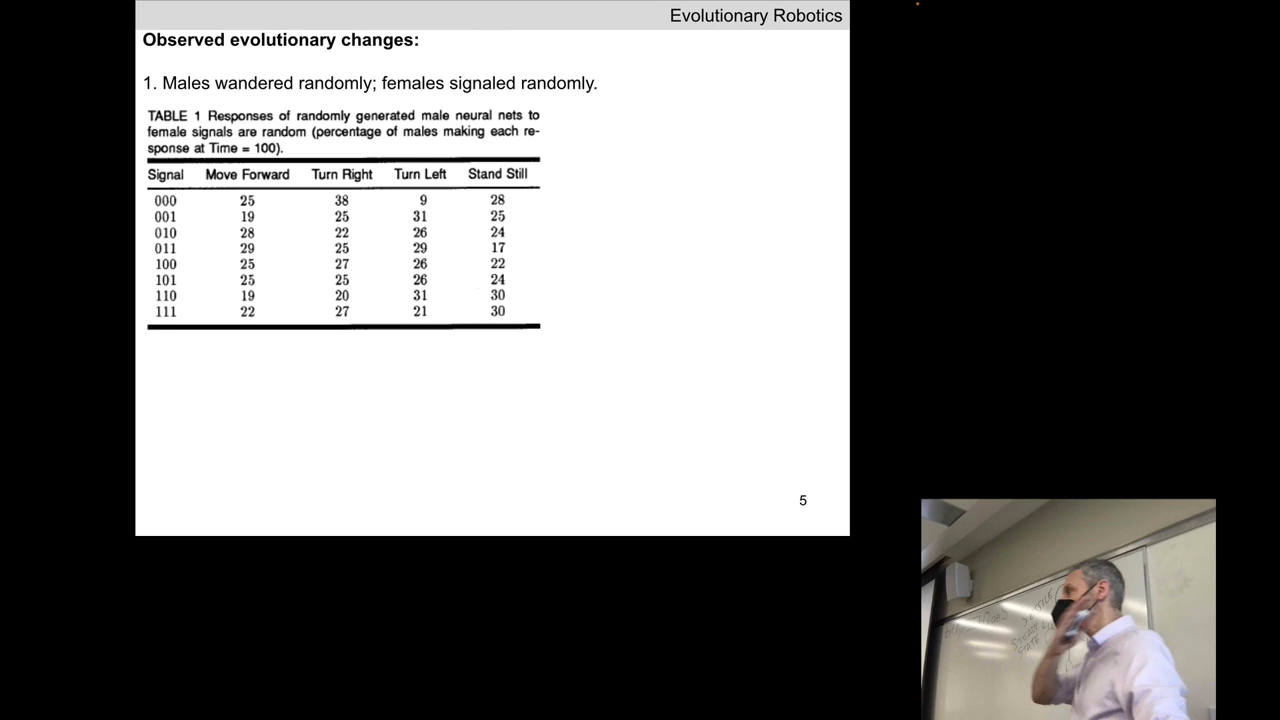 Evolutionary Robotics
Observed evolutionary changes:
1. Males wandered randomly; females signaled randomly.
TABLE 1 Responses of randomly generated male neural nets to
female signals are random (percentage of males making each re-
sponse at Time = 100).
Signal Move Forward Turn Right Turn Left Stand Still
000 25 38 9 28
001 19 25 31 25
010 28 22 26 24
011 29 25 29 17
100 25 27 26 22
101 25 25 26 24
110 19 20 31 30
111 22 27 21 30
5
STATE